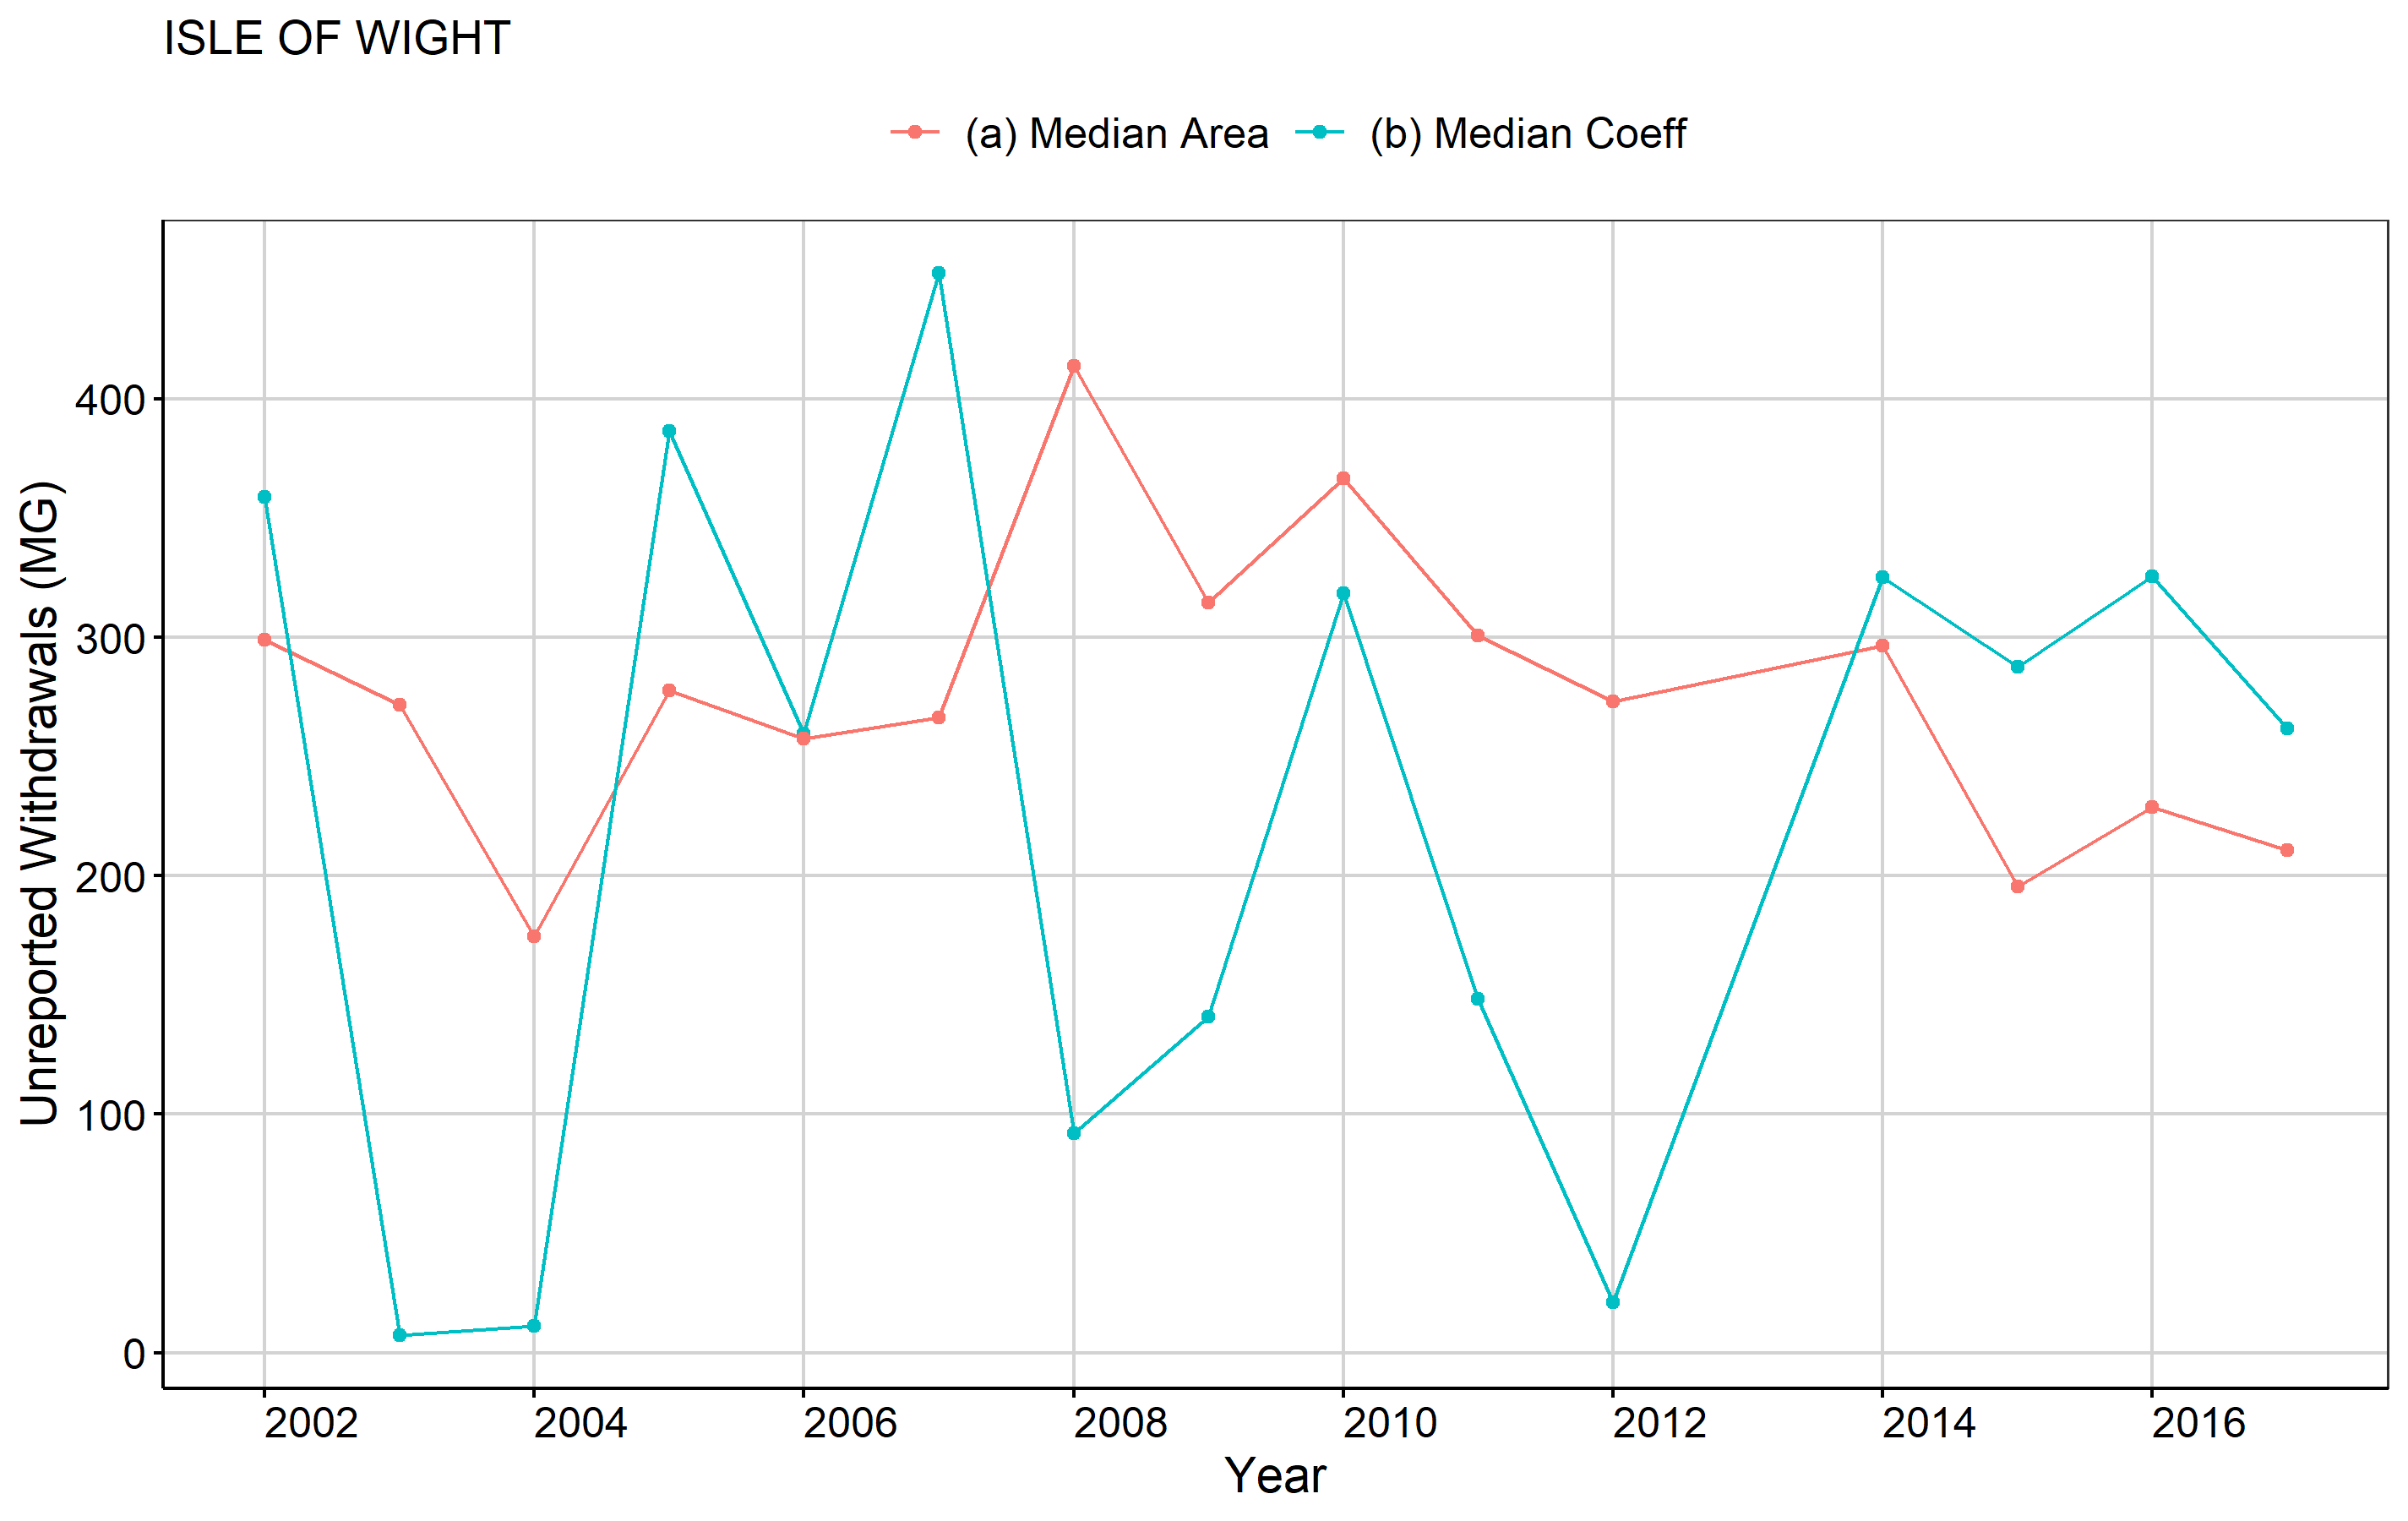 ISLE OF WIGHT
(a) Median Area (b) Median Coeff
Unreported Withdrawals (MG)
400
300
200
100
0
2002 2004 2006 2008 2010 2012 2014 2016
Year